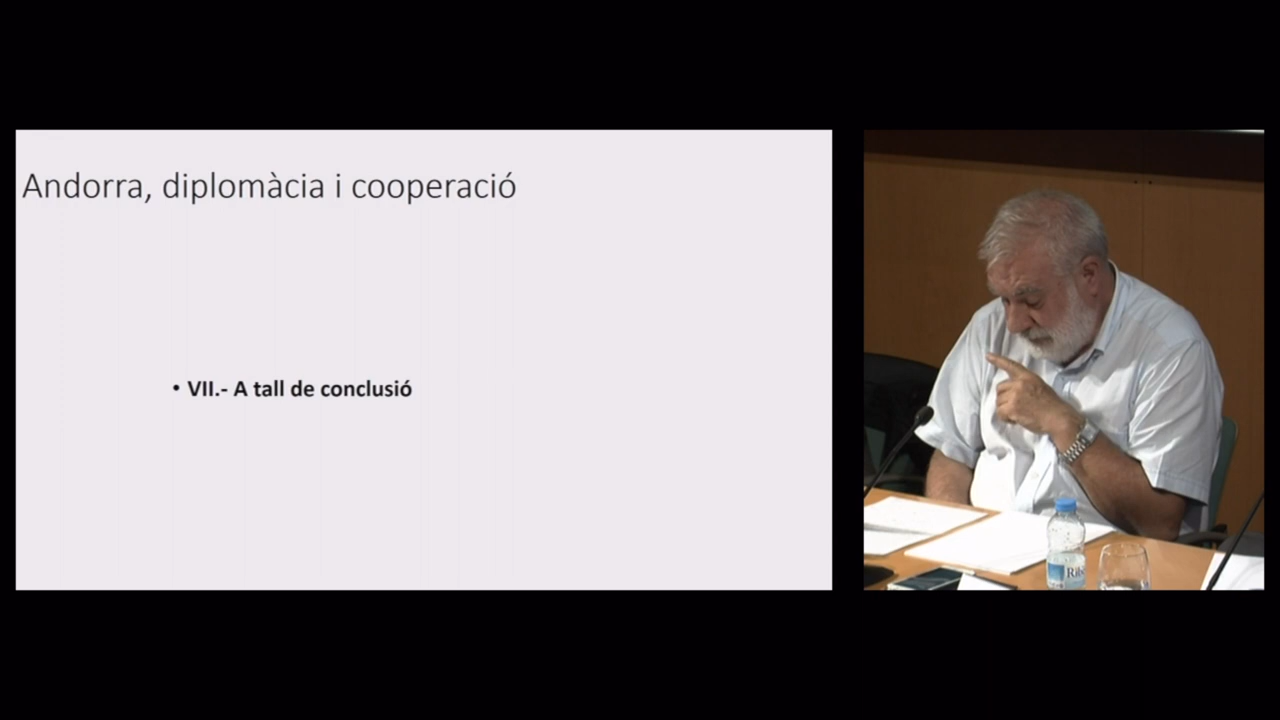 Andorra, diplomàcia i cooperació
• VII.- A tall de conclusió